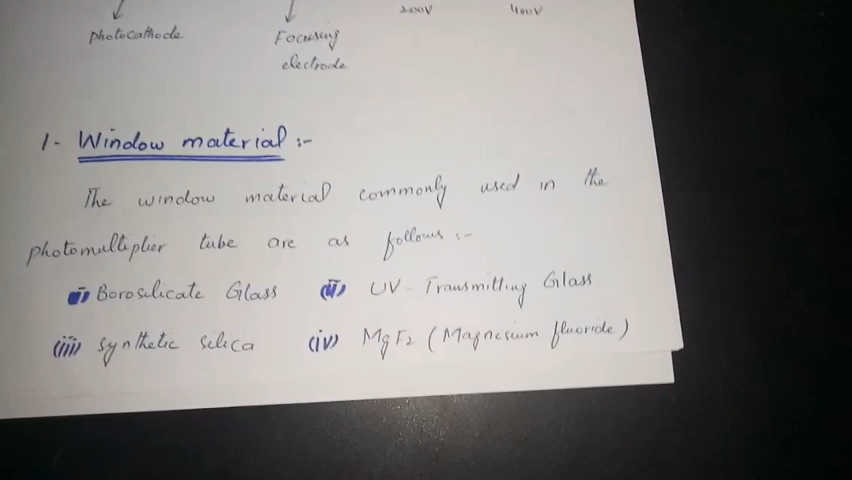 200V 400V
Photocathode Focusing
electrode
1- Window material :-
The window material commonly used in the
photomultiplier tube are as follows :-
(i) Borosilicate Glass (ii) UV-Transmitting Glass
(iii) Synthetic silica (iv) MgF2 (Magnesium fluoride)